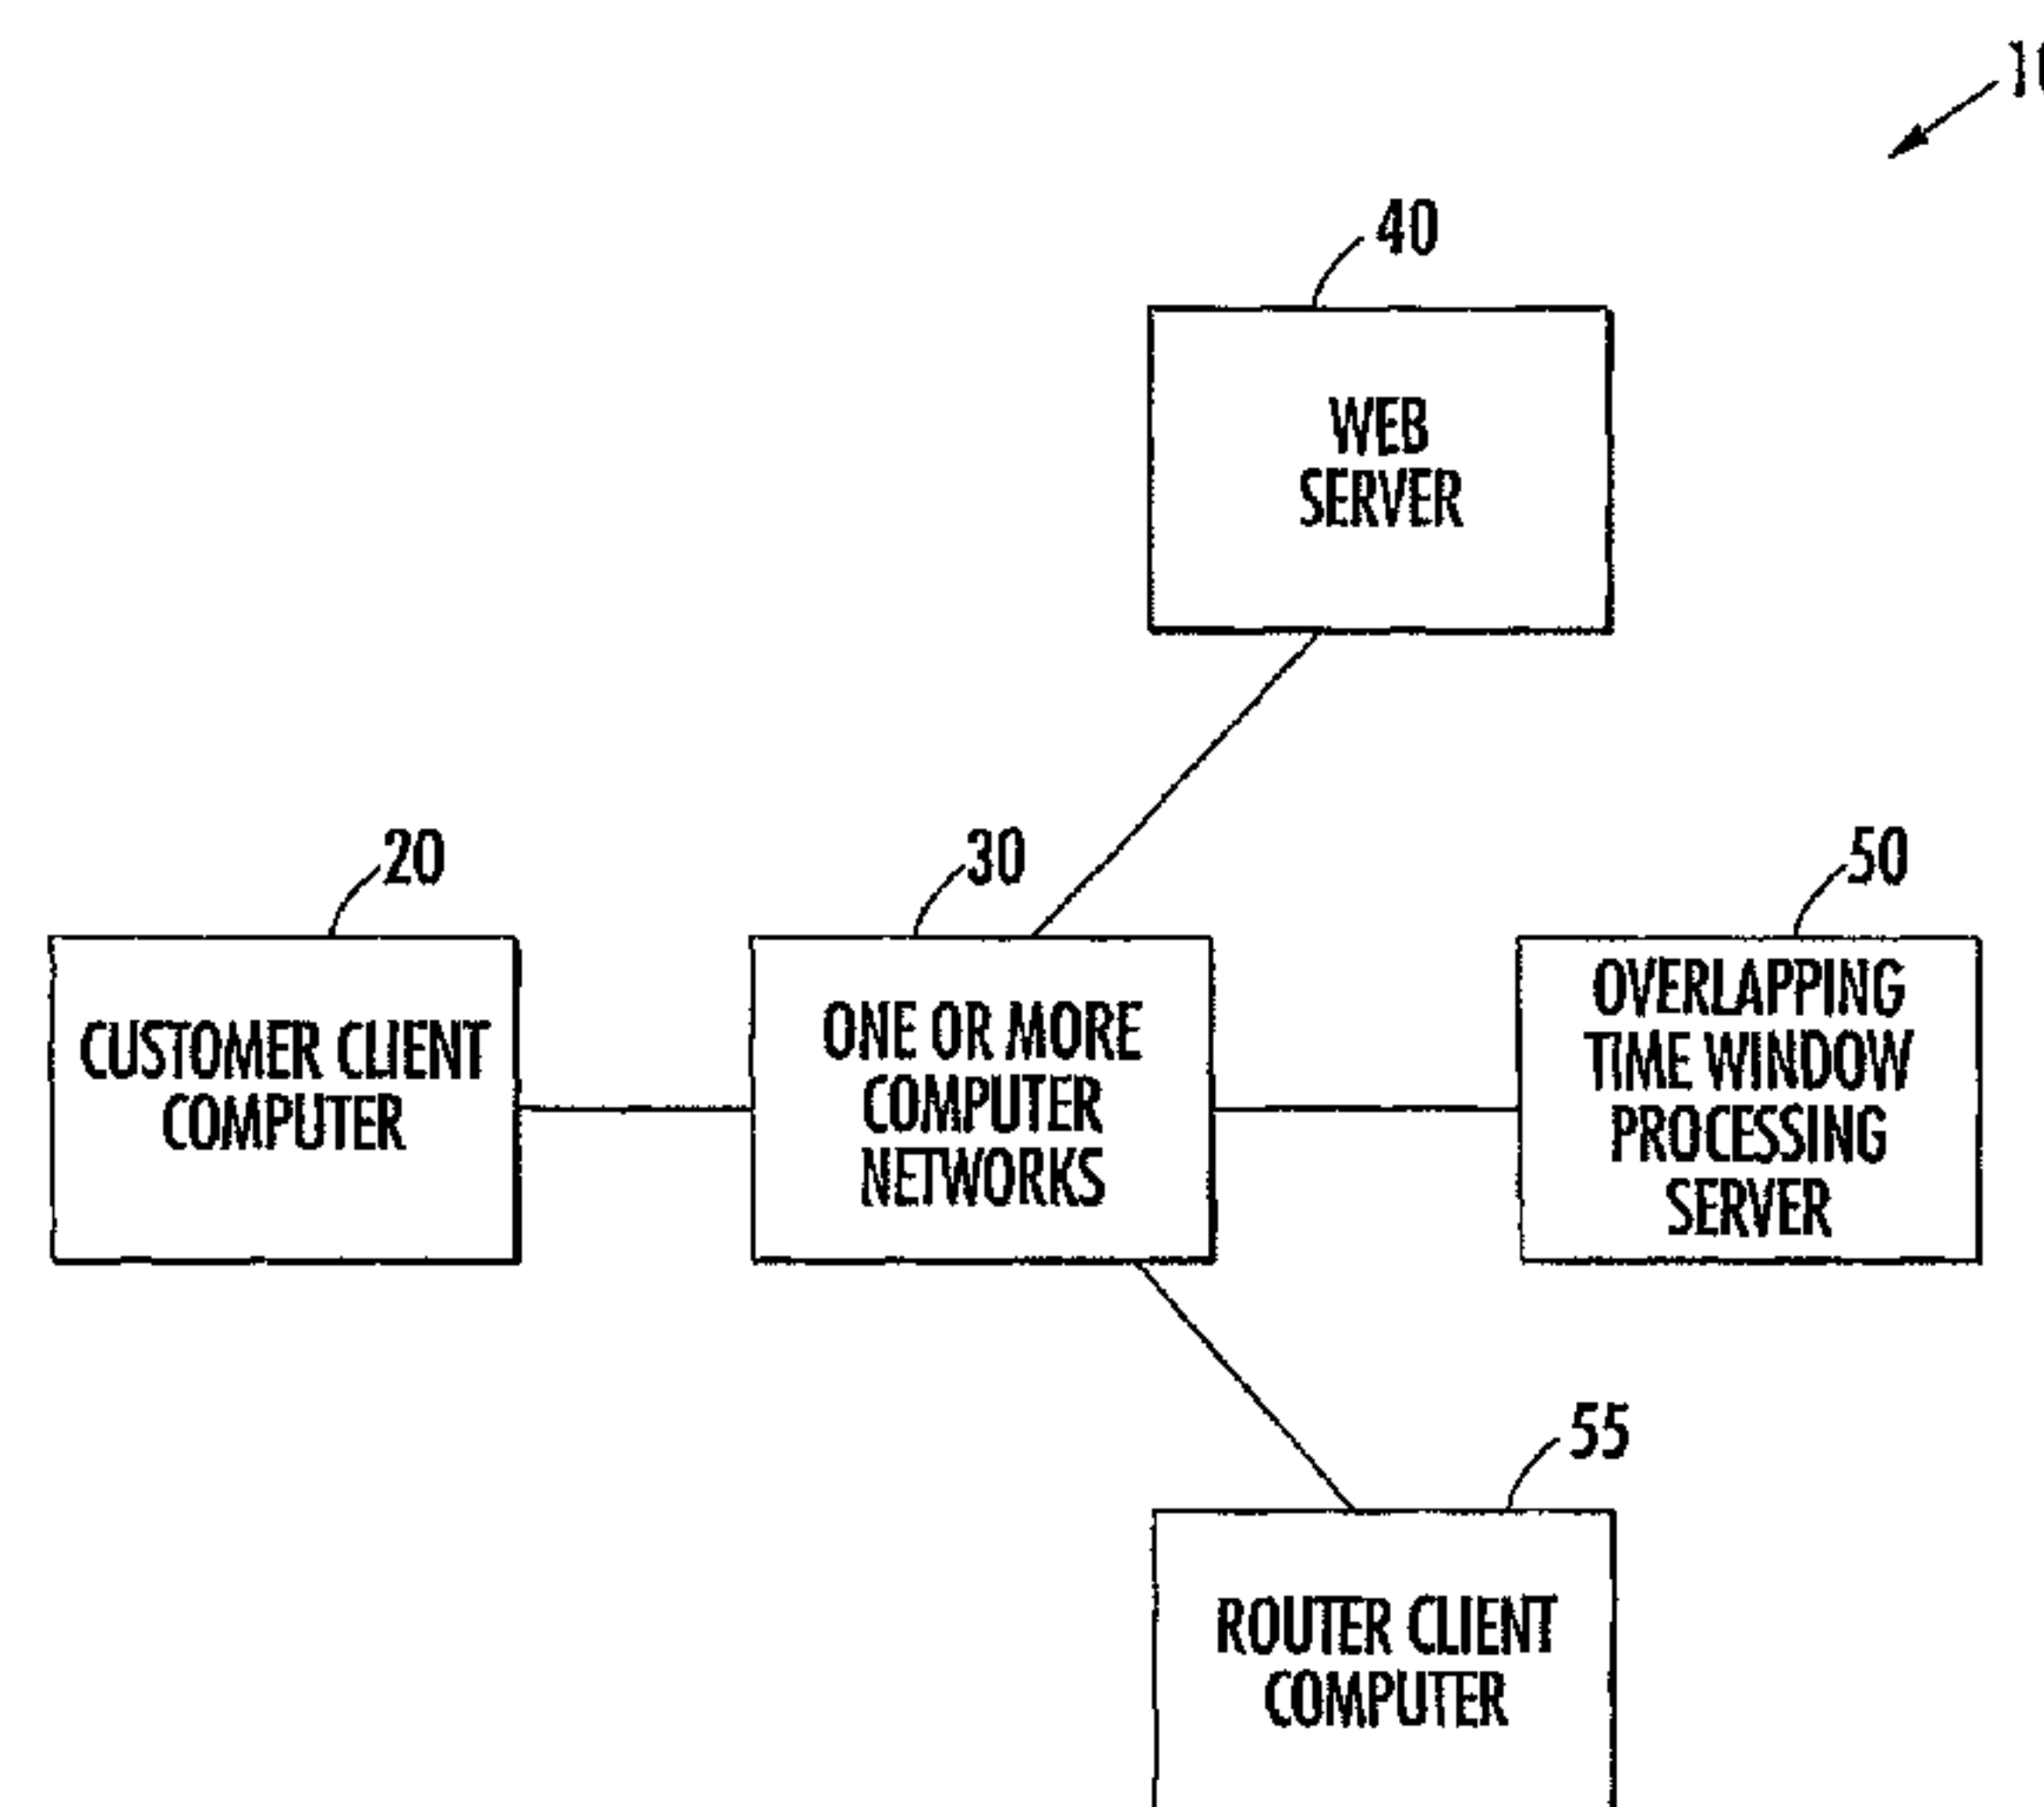 40
WEB
SERVER
20
30
50
CUSTOMER CLIENT
COMPUTER
ONE OR MORE
COMPUTER
NETWORKS
OVERLAPPING
TIME WINDOW
PROCESSING
SERVER
55
ROUTER CLIENT
COMPUTER